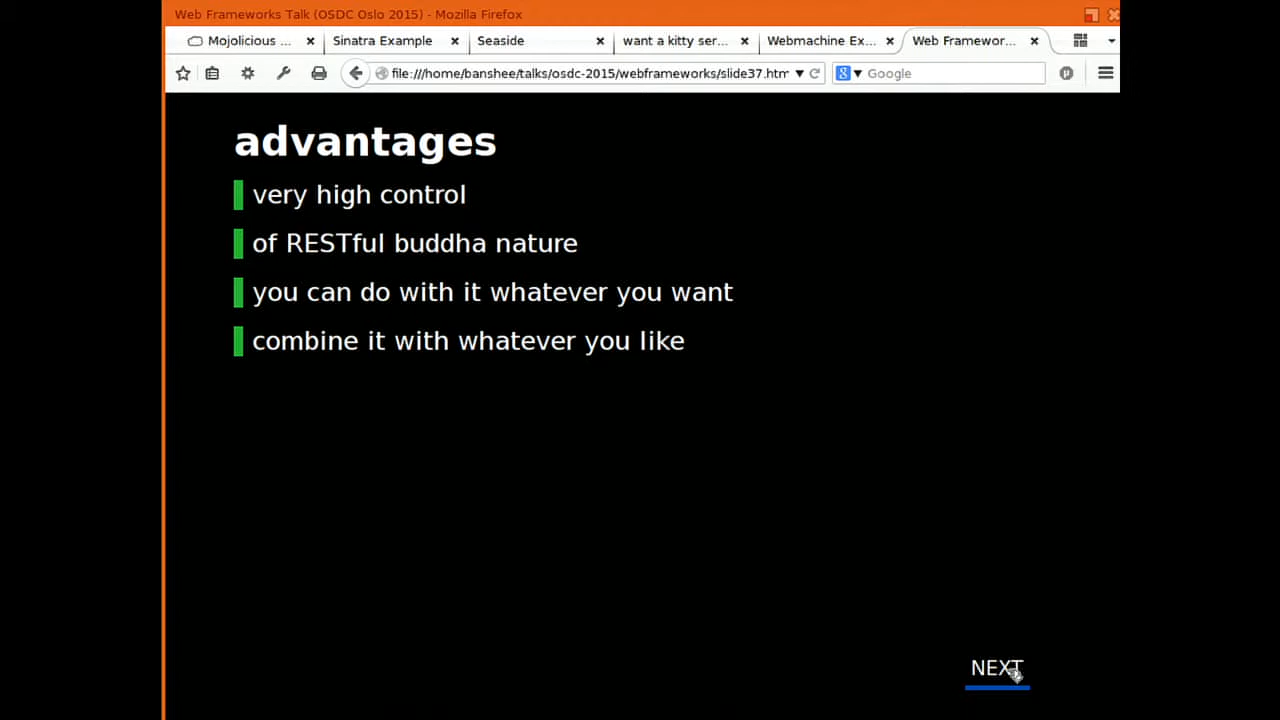 Web Frameworks Talk (OSDC Oslo 2015) - Mozilla Firefox
Mojolicious ... Sinatra Example Seaside want a kitty ser... Webmachine Ex... Web Framewor...
file:///home/banshee/talks/osdc-2015/webframeworks/slide37.htm Google
advantages
very high control
of RESTful buddha nature
you can do with it whatever you want
combine it with whatever you like
NEXT